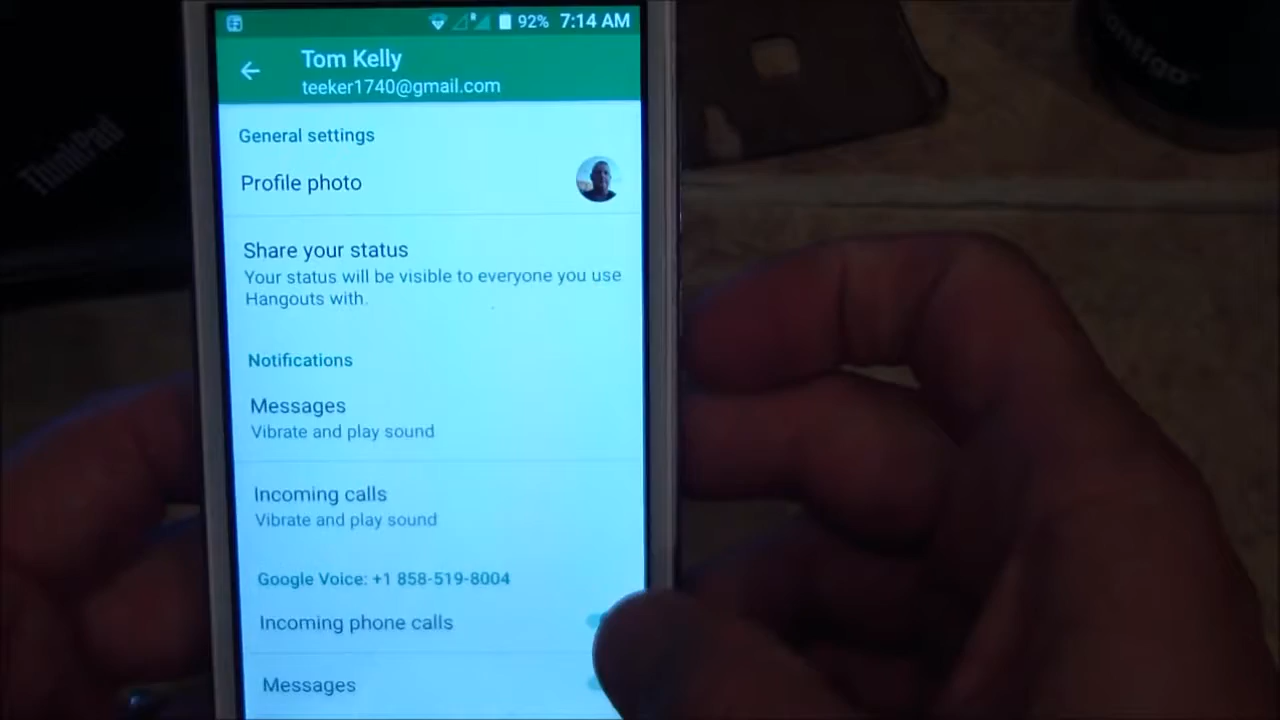 92% 7:14 AM
Tom Kelly
teeker1740@gmail.com
General settings
Profile photo
Share your status
Your status will be visible to everyone you use
Hangouts with.
Notifications
Messages
Vibrate and play sound
Incoming calls
Vibrate and play sound
Google Voice: +1 858-519-8004
Incoming phone calls
Messages
ThinkPad
contigo